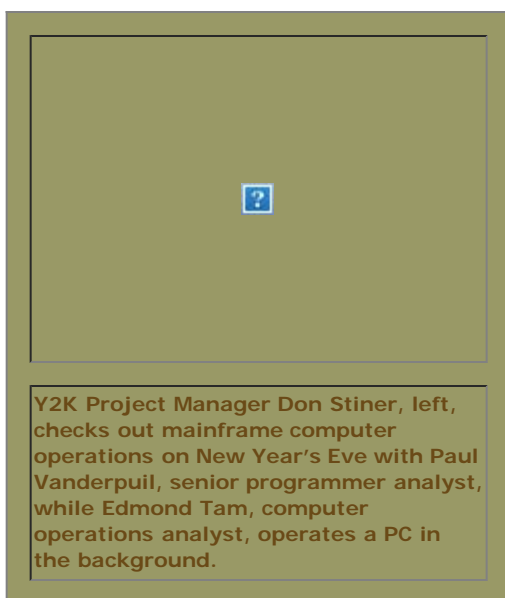 Y2K Project Manager Don Stiner, left,
checks out mainframe computer
operations on New Year's Eve with Paul
Vanderpuil, senior programmer analyst,
while Edmond Tam, computer
operations analyst, operates a PC in
the background.